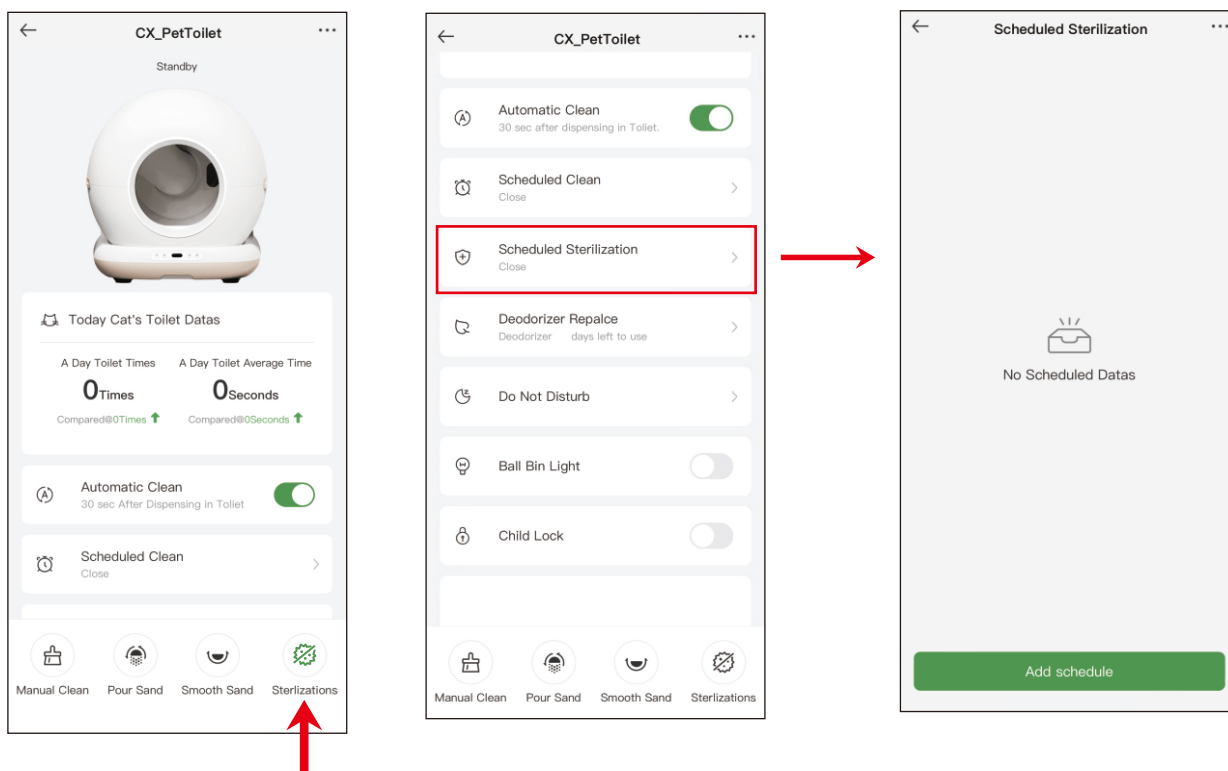 CX_PetToilet
Standby
Today Cat's Toilet Datas
A Day Toilet Times
A Day Toilet Average Time
0Times
0Seconds
Compared@0Times
Compared@0Seconds
Automatic Clean
30 sec After Dispensing in Toliet
Scheduled Clean
Close
Manual Clean
Pour Sand
Smooth Sand
Sterlizations
CX_PetToilet
Automatic Clean
30 sec after dispensing in Toliet.
Scheduled Clean
Close
Scheduled Sterilization
Close
Deodorizer Repalce
Deodorizer days left to use
Do Not Disturb
Ball Bin Light
Child Lock
Manual Clean
Pour Sand
Smooth Sand
Sterlizations
Scheduled Sterilization
No Scheduled Datas
Add schedule